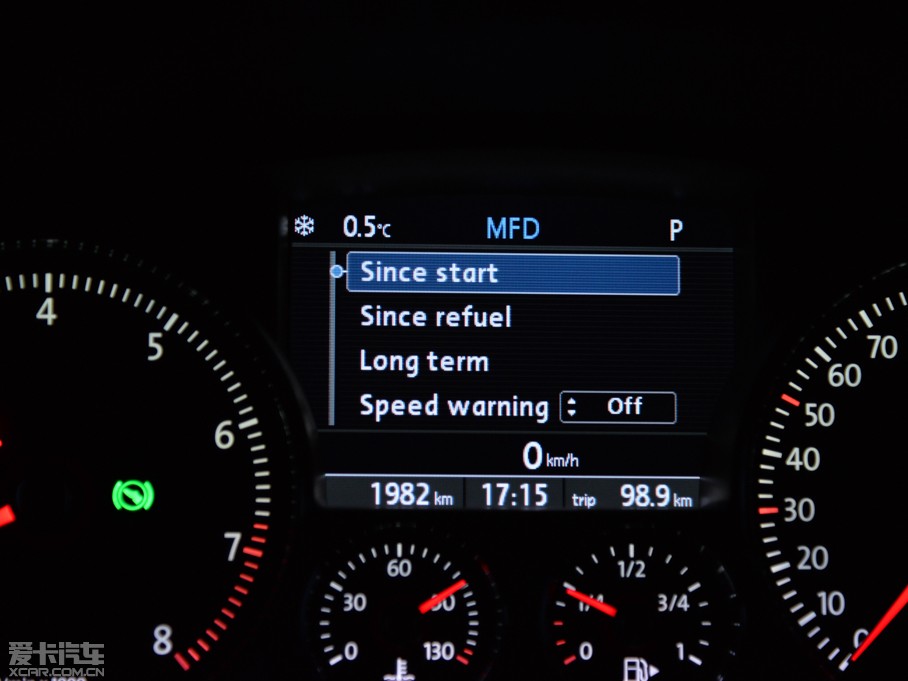 0.5°C MFD P
Since start
Since refuel
Long term
Speed warning Off
0 km/h
1982 km 17:15 trip 98.9 km
4
5
6
7
8
0
30
60
90
130
0
1/4
1/2
3/4
1
0
10
20
30
40
50
60
70
爱卡汽车
XCAR.COM.CN